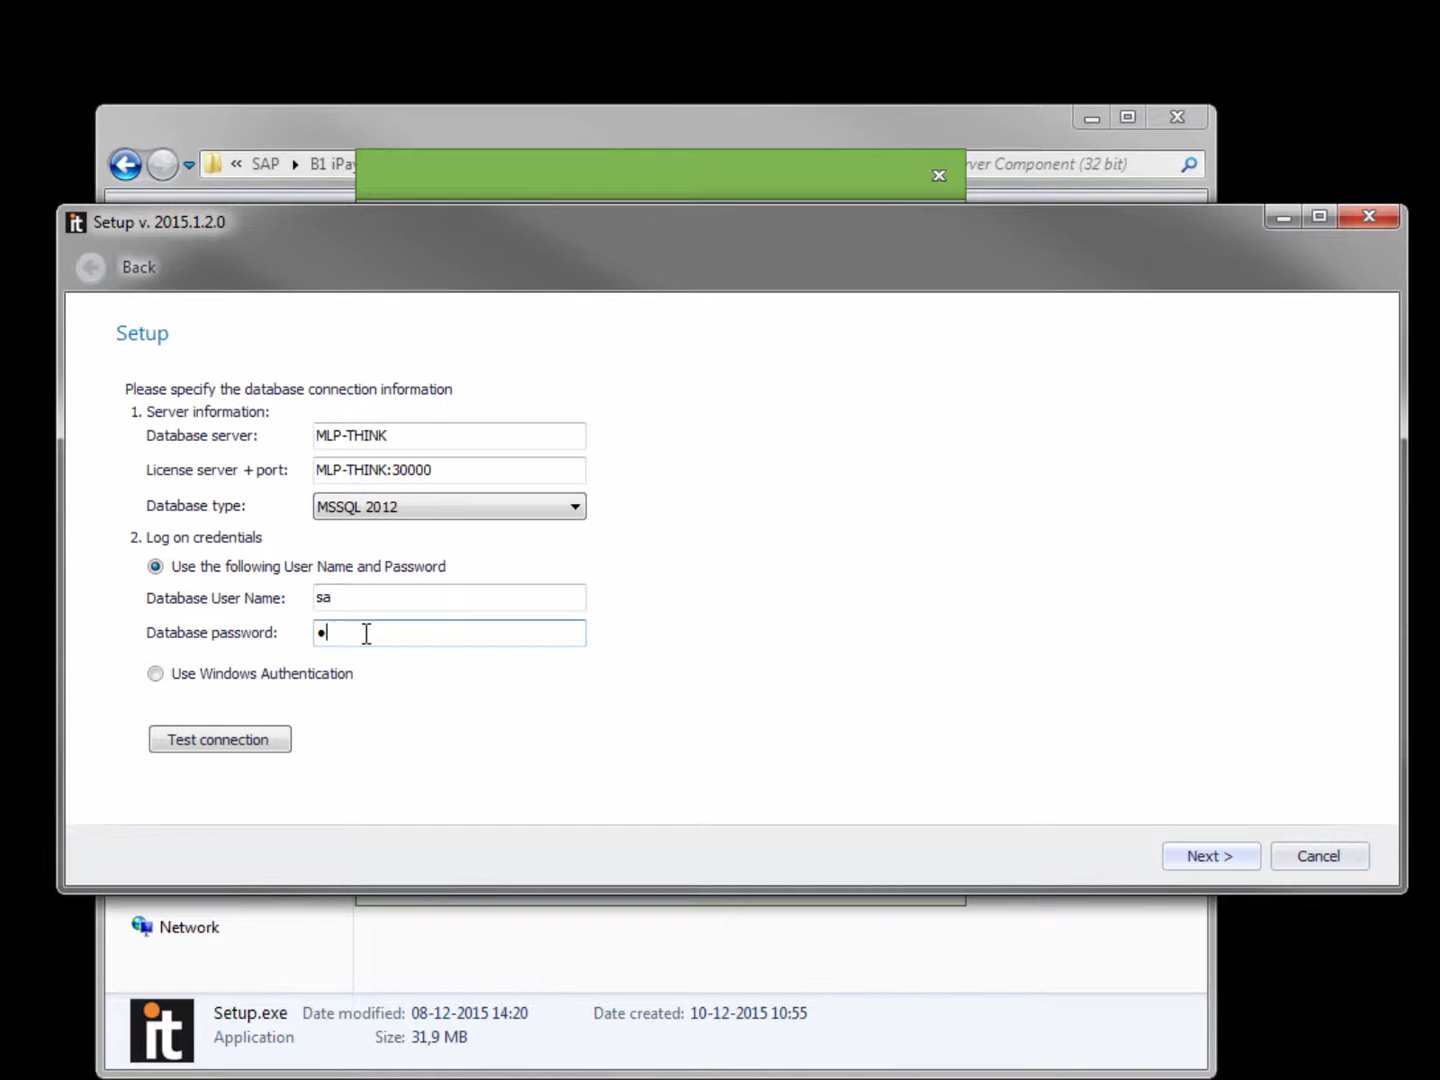 « SAP ▸ B1 iPay
rver Component (32 bit)
Setup v. 2015.1.2.0
Back
Setup
Please specify the database connection information
1. Server information:
Database server: MLP-THINK
License server + port: MLP-THINK:30000
Database type: MSSQL 2012
2. Log on credentials
Use the following User Name and Password
Database User Name: sa
Database password: ●
Use Windows Authentication
Test connection
Next > Cancel
Network
it
Setup.exe Date modified: 08-12-2015 14:20 Date created: 10-12-2015 10:55
Application Size: 31,9 MB